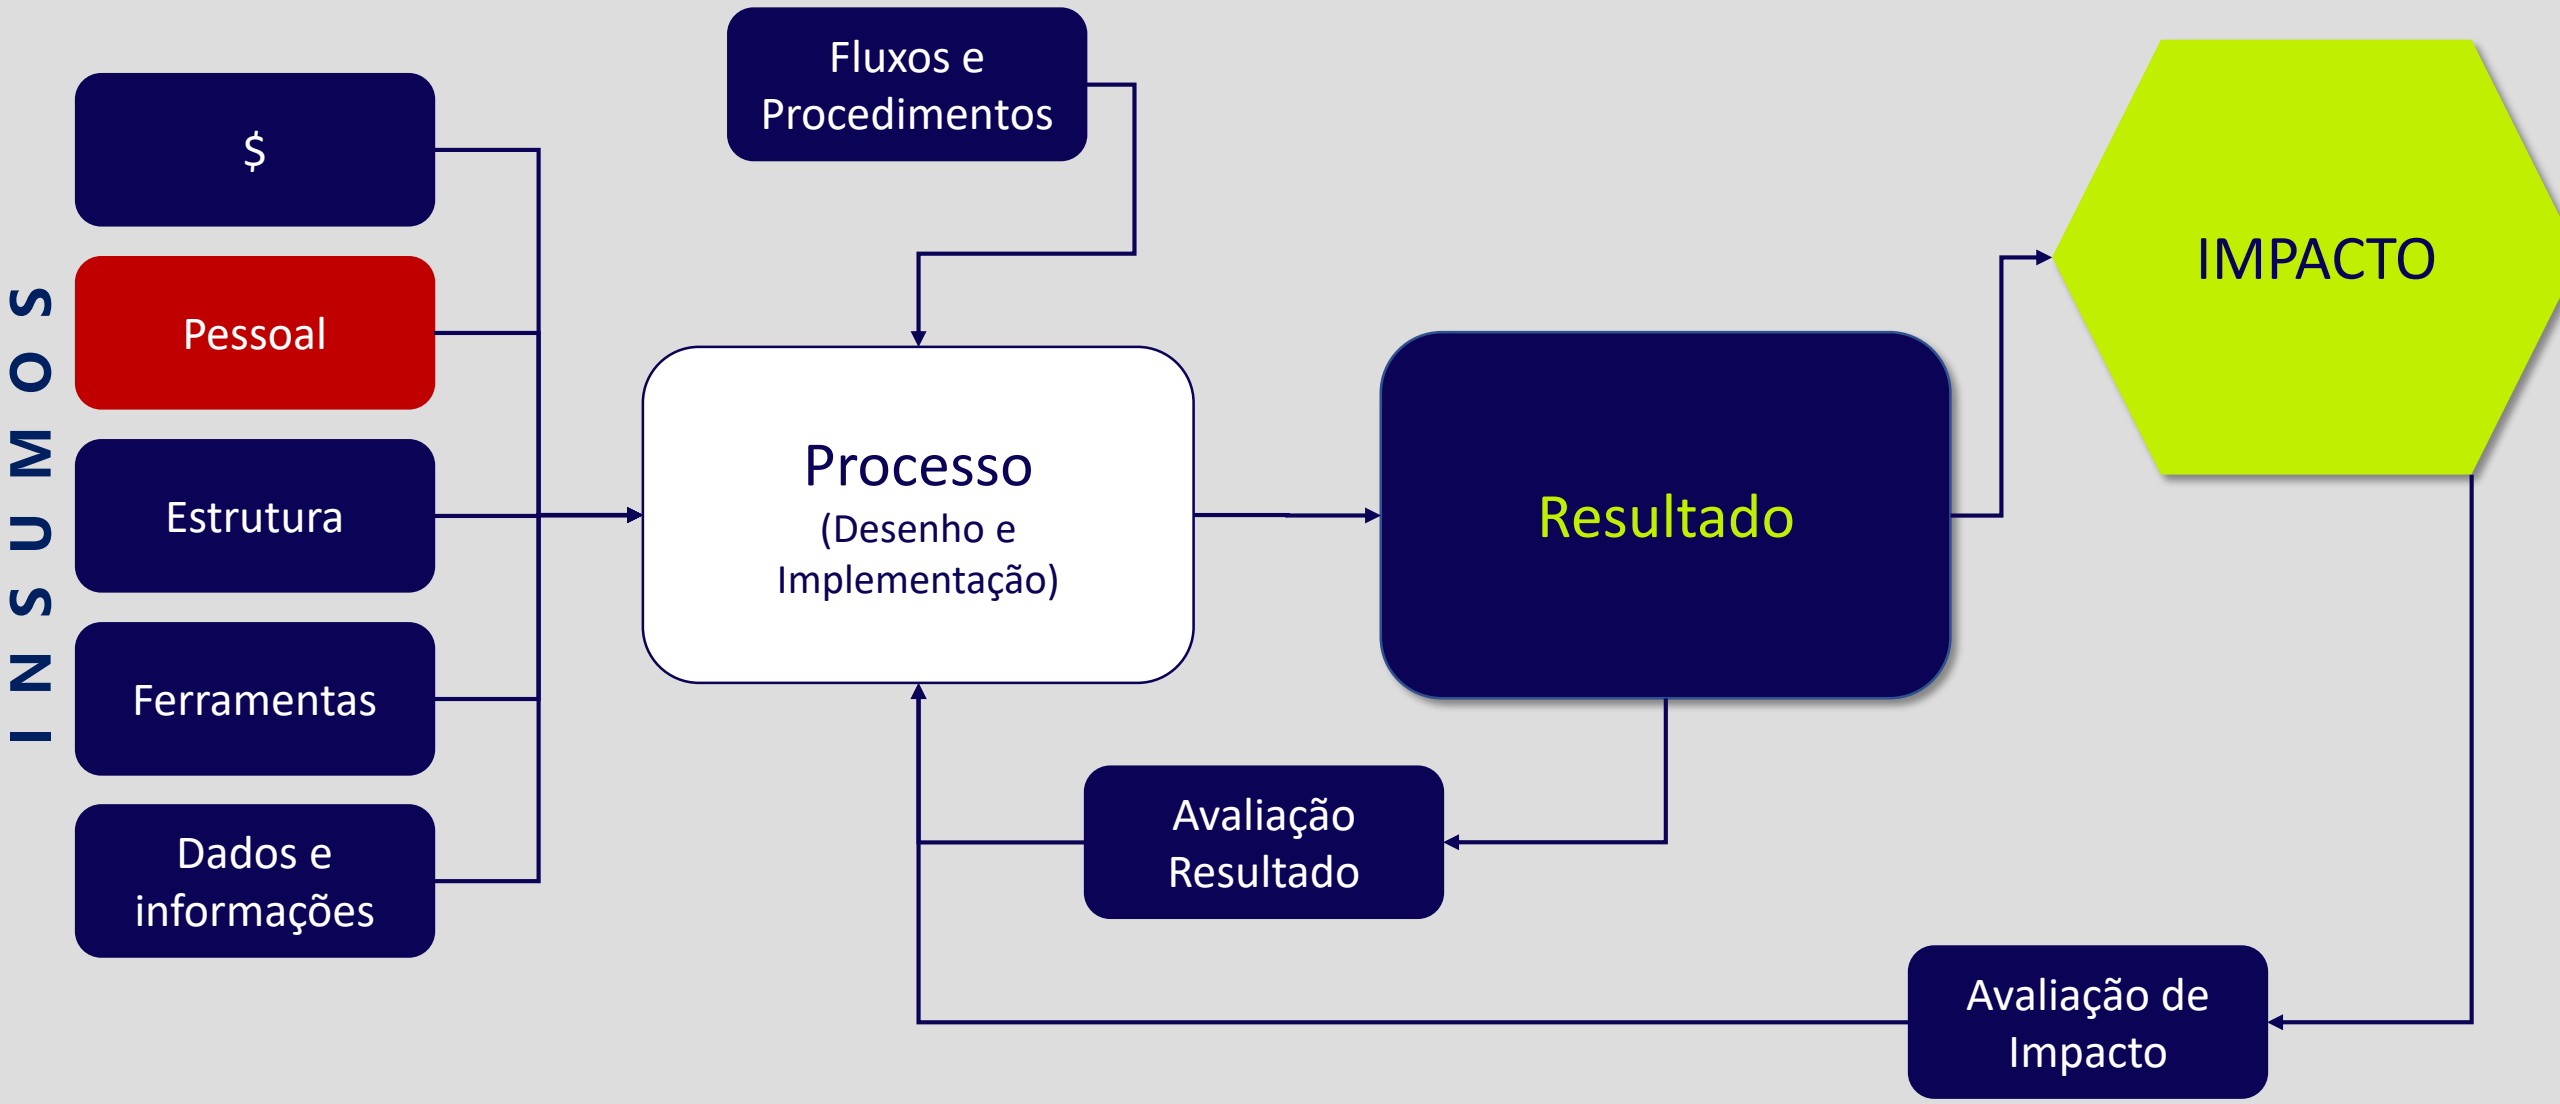 INSUMOS
$
Pessoal
Estrutura
Ferramentas
Dados e
informações
Fluxos e
Procedimentos
Processo
(Desenho e
Implementação)
Resultado
IMPACTO
Avaliação
Resultado
Avaliação de
Impacto